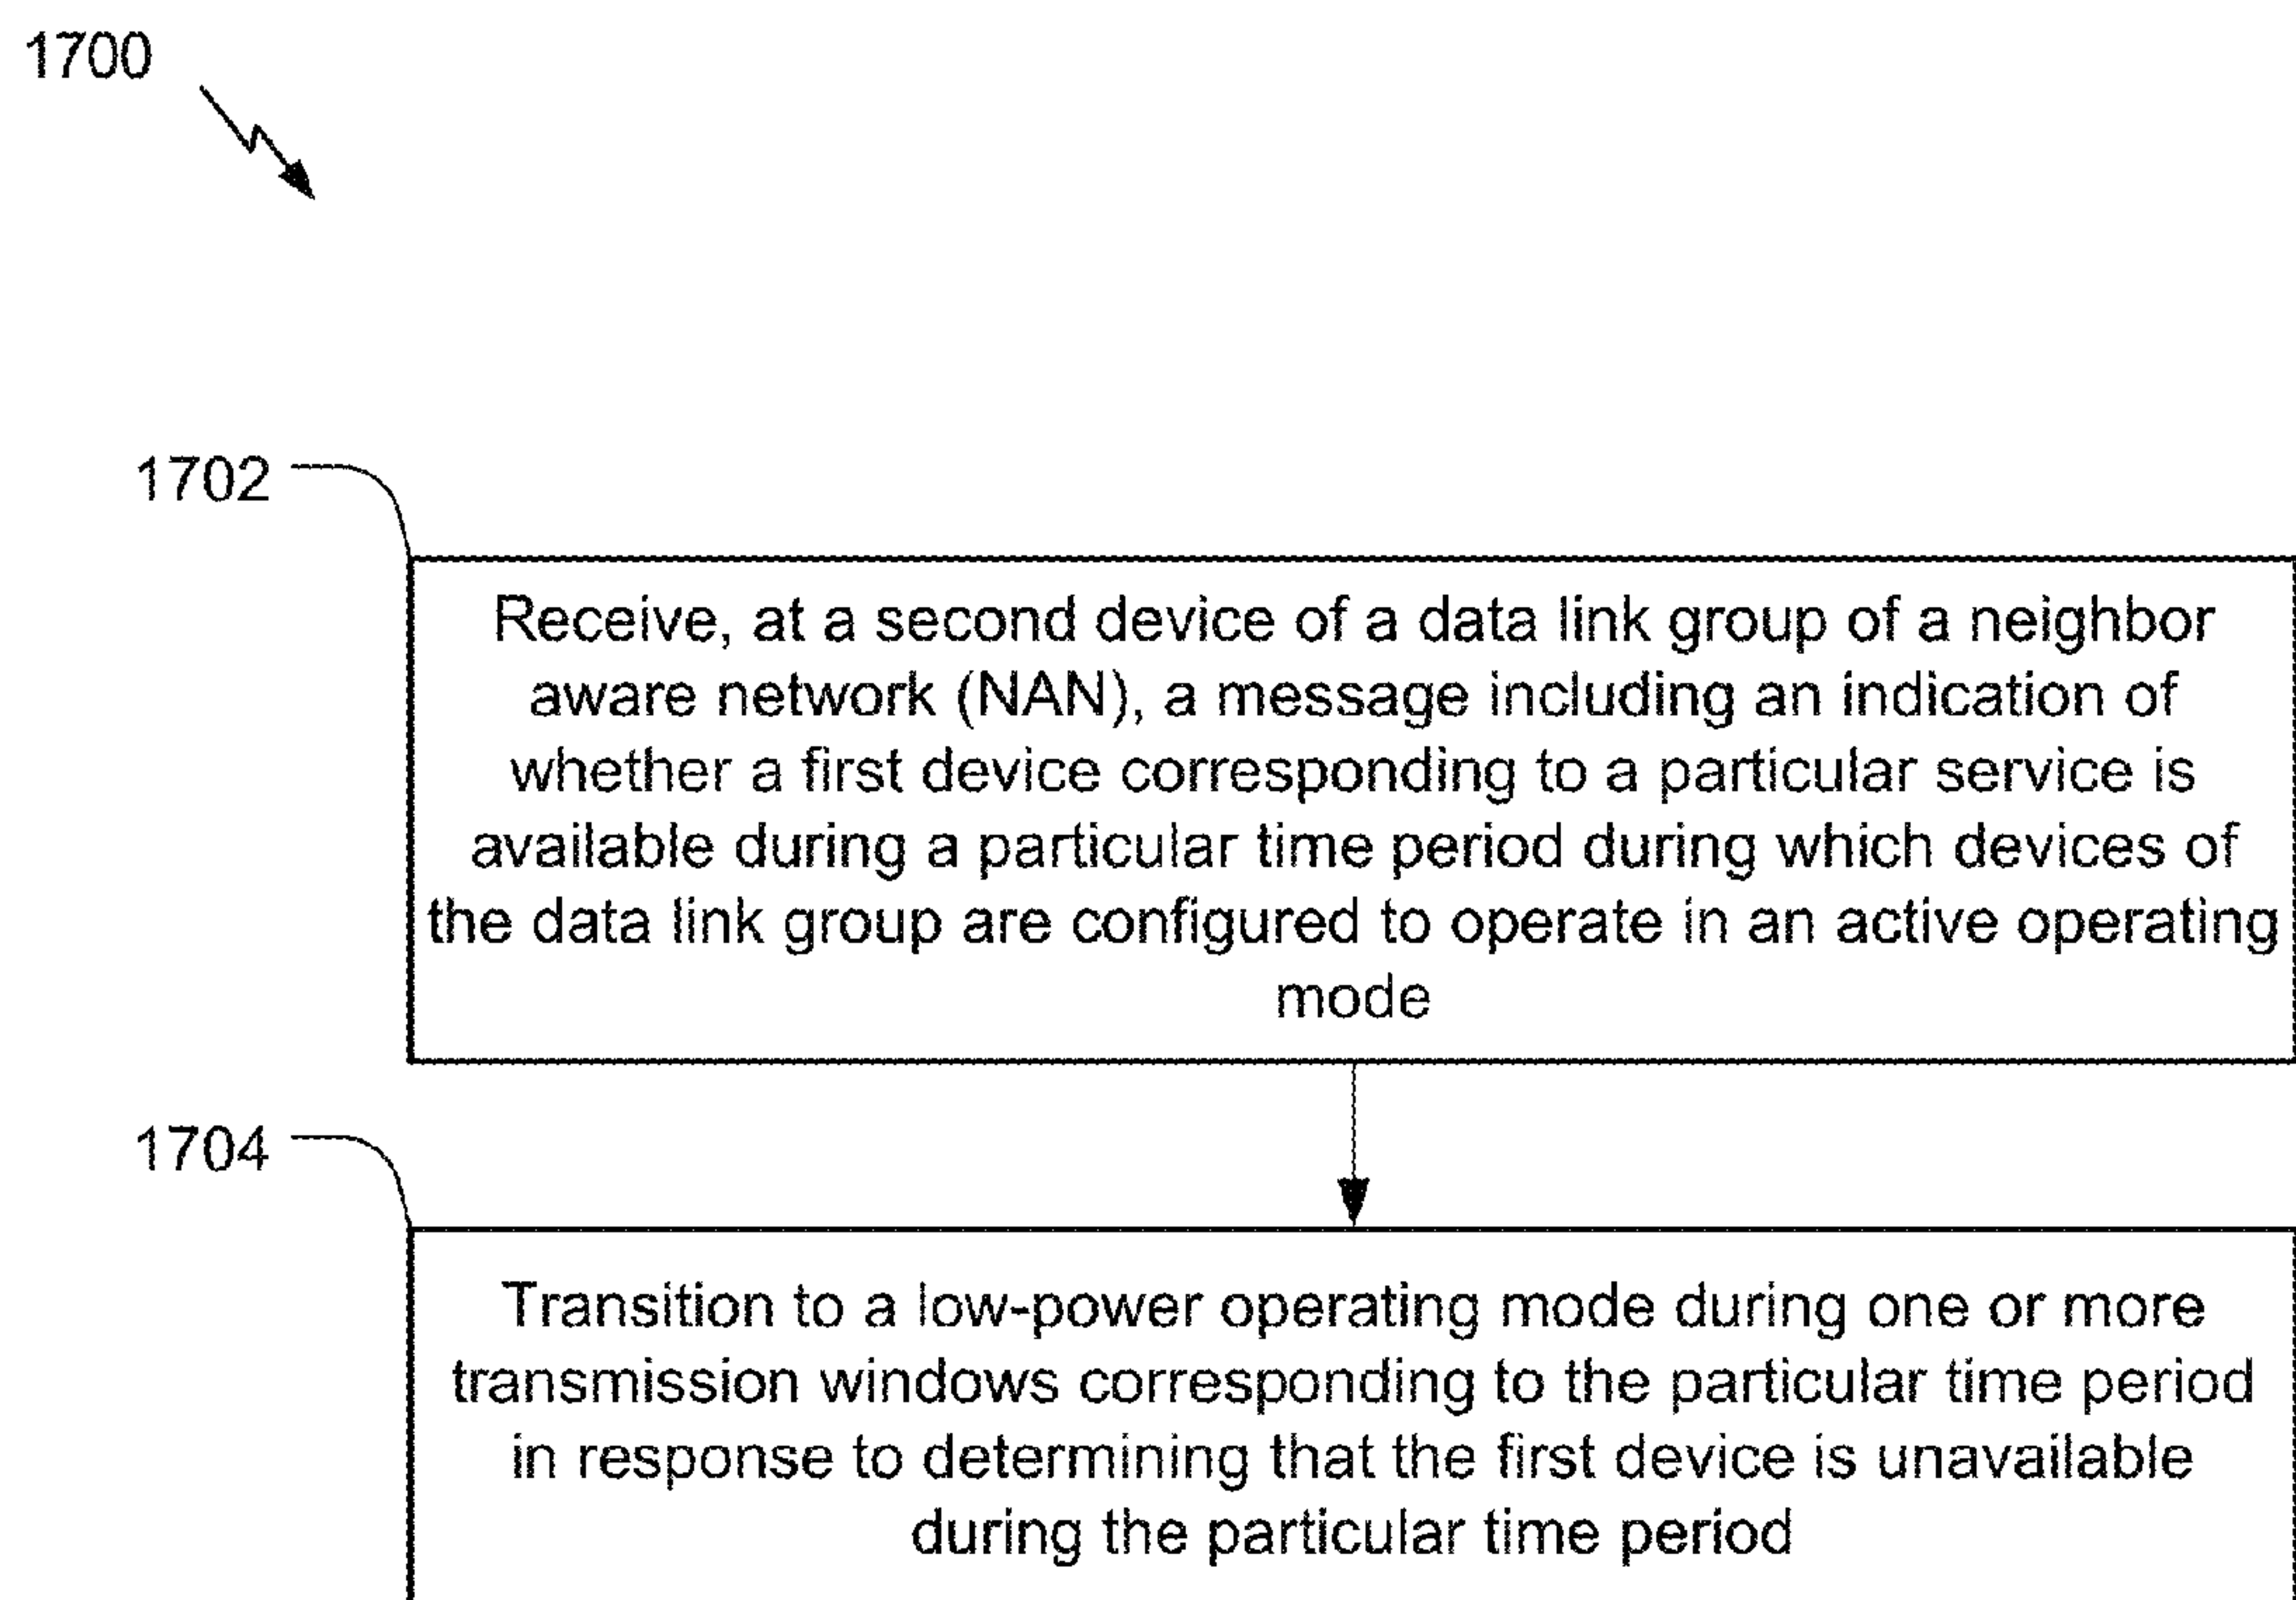 1700
1702
Receive, at a second device of a data link group of a neighbor
aware network (NAN), a message including an indication of
whether a first device corresponding to a particular service is
available during a particular time period during which devices of
the data link group are configured to operate in an active operating
mode
1704
Transition to a low-power operating mode during one or more
transmission windows corresponding to the particular time period
in response to determining that the first device is unavailable
during the particular time period